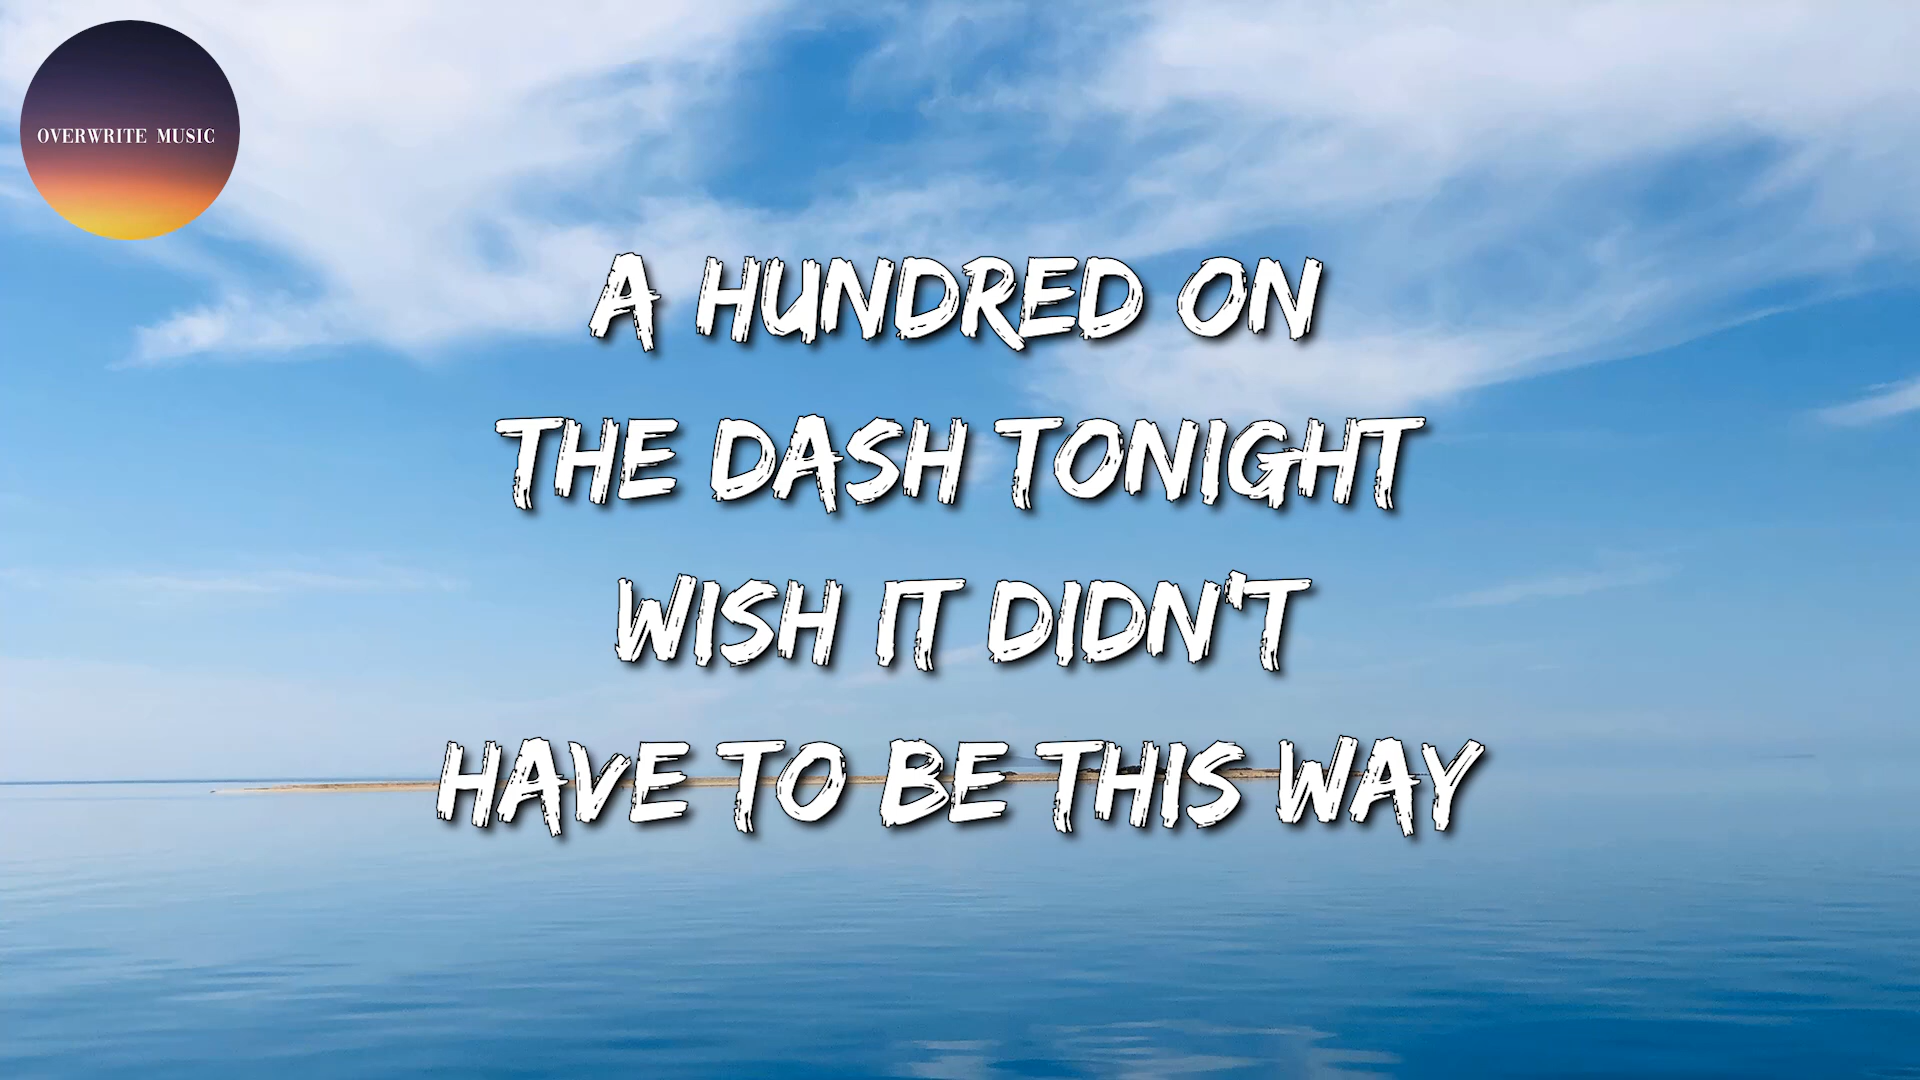 OVERWRITE MUSIC
A HUNDRED ON
THE DASH TONIGHT
WISH IT DIDN'T
HAVE TO BE THIS WAY